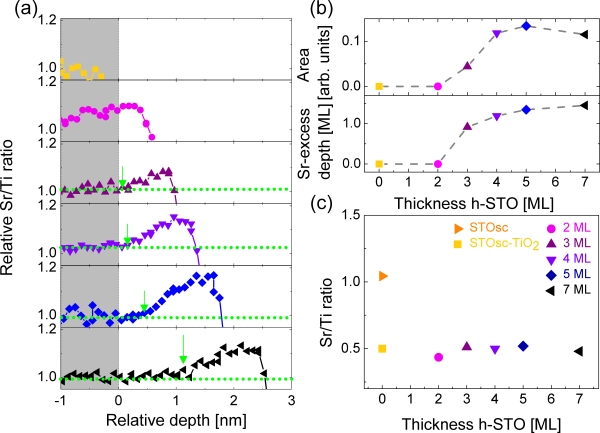 (a)
Relative Sr/Ti ratio
1.2
1.0
1.2
1.0
1.2
1.0
1.2
1.0
1.2
1.0
1.2
1.0
-1 0 1 2 3
Relative depth [nm]
(b)
Area
[arb. units]
0.1
0.0
Sr-excess
depth [ML]
1.0
0.0
0 1 2 3 4 5 6 7
Thickness h-STO [ML]
(c)
Sr/Ti ratio
1.5
1.0
0.5
0
STOsc
STOsc-TiO2
2 ML
3 ML
4 ML
5 ML
7 ML
0 1 2 3 4 5 6 7
Thickness h-STO [ML]